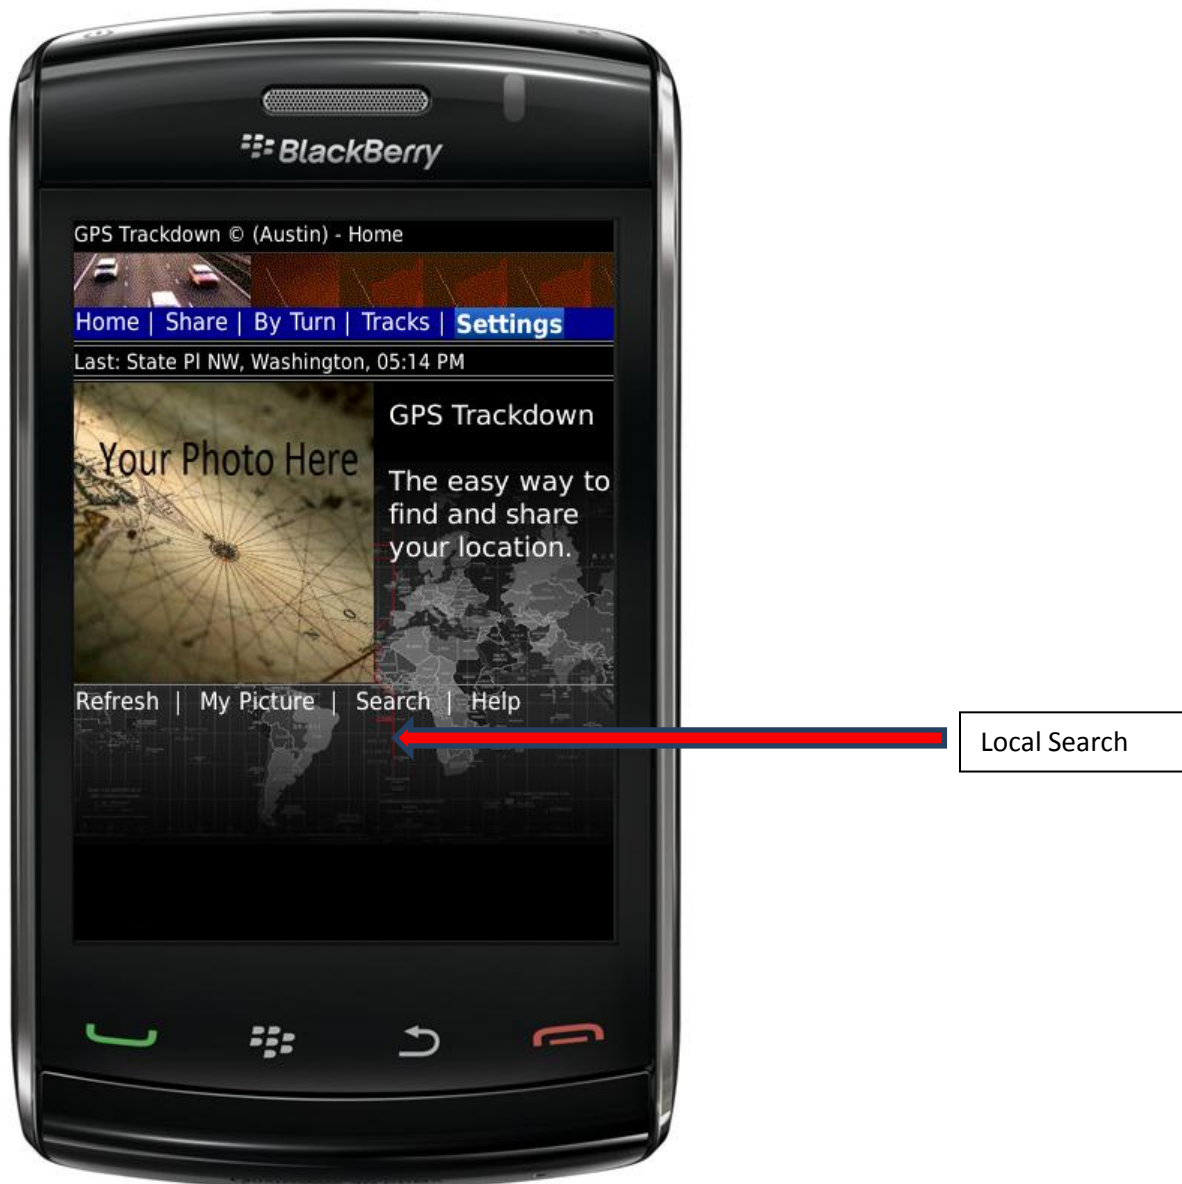 BlackBerry
GPS Trackdown © (Austin) - Home
Home | Share | By Turn | Tracks | Settings
Last: State Pl NW, Washington, 05:14 PM
Your Photo Here
GPS Trackdown
The easy way to
find and share
your location.
Refresh | My Picture | Search | Help
Local Search